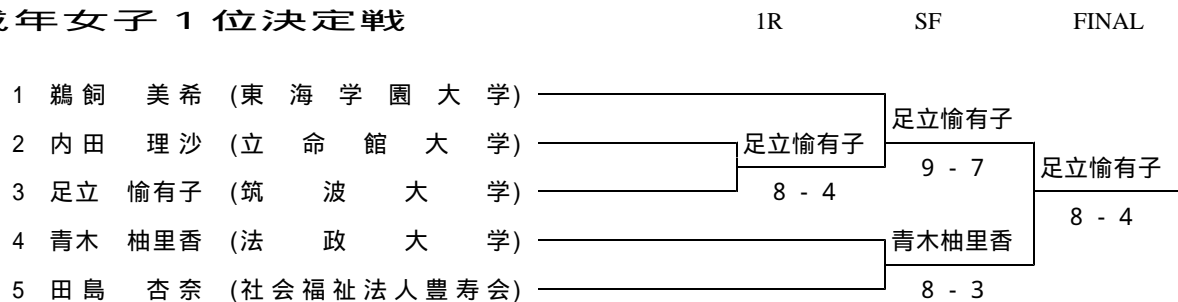 年女子1位決定戦 1R SF FINAL
1 鵜飼 美希 (東海学園大学)
足立愉有子
2 内田 理沙 (立命館大学) 足立愉有子
9 - 7 足立愉有子
3 足立 愉有子 (筑波大学) 8 - 4
8 - 4
4 青木 柚里香 (法政大学) 青木柚里香
5 田島 杏奈 (社会福祉法人豊寿会) 8 - 3